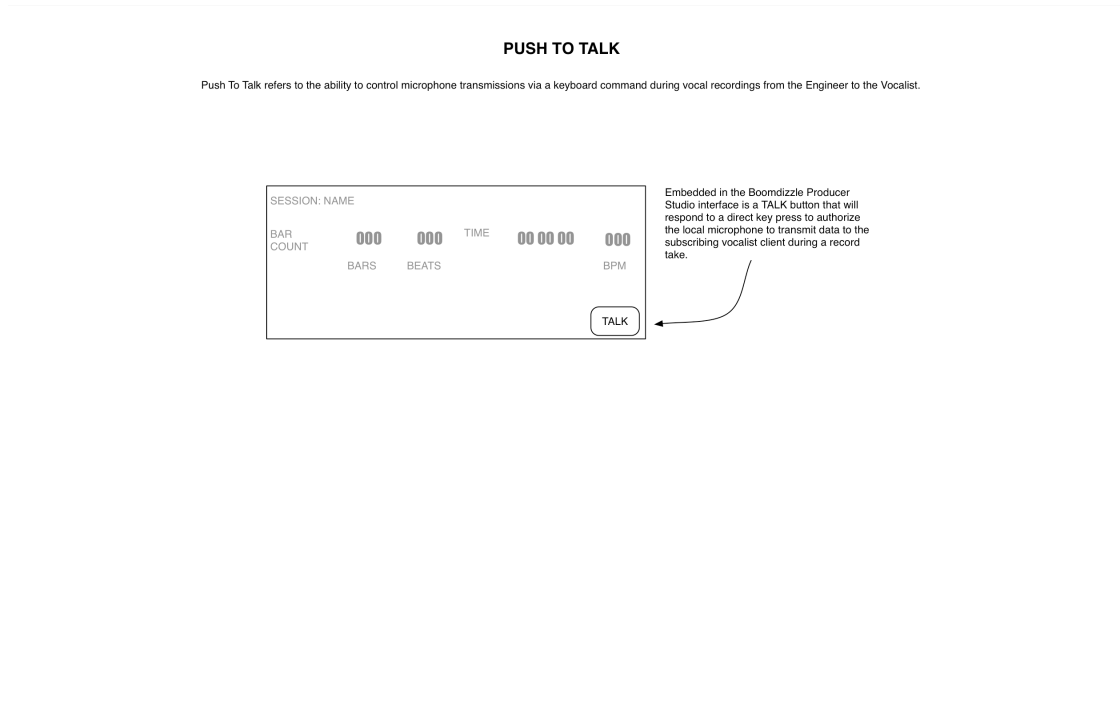 PUSH TO TALK
Push To Talk refers to the ability to control microphone transmissions via a keyboard command during vocal recordings from the Engineer to the Vocalist.
SESSION: NAME
BAR
COUNT
000
000
TIME
00 00 00
000
BARS
BEATS
BPM
TALK
Embedded in the Boomdizzle Producer
Studio interface is a TALK button that will
respond to a direct key press to authorize
the local microphone to transmit data to the
subscribing vocalist client during a record
take.